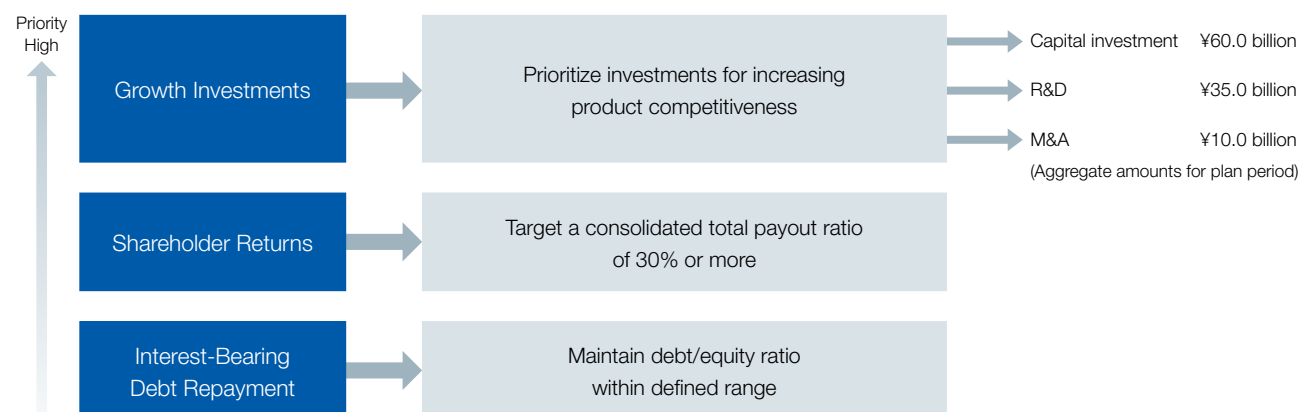 Priority
High
Growth Investments
Prioritize investments for increasing
product competitiveness
Capital investment ¥60.0 billion
R&D ¥35.0 billion
M&A ¥10.0 billion
(Aggregate amounts for plan period)
Shareholder Returns
Target a consolidated total payout ratio
of 30% or more
Interest-Bearing
Debt Repayment
Maintain debt/equity ratio
within defined range